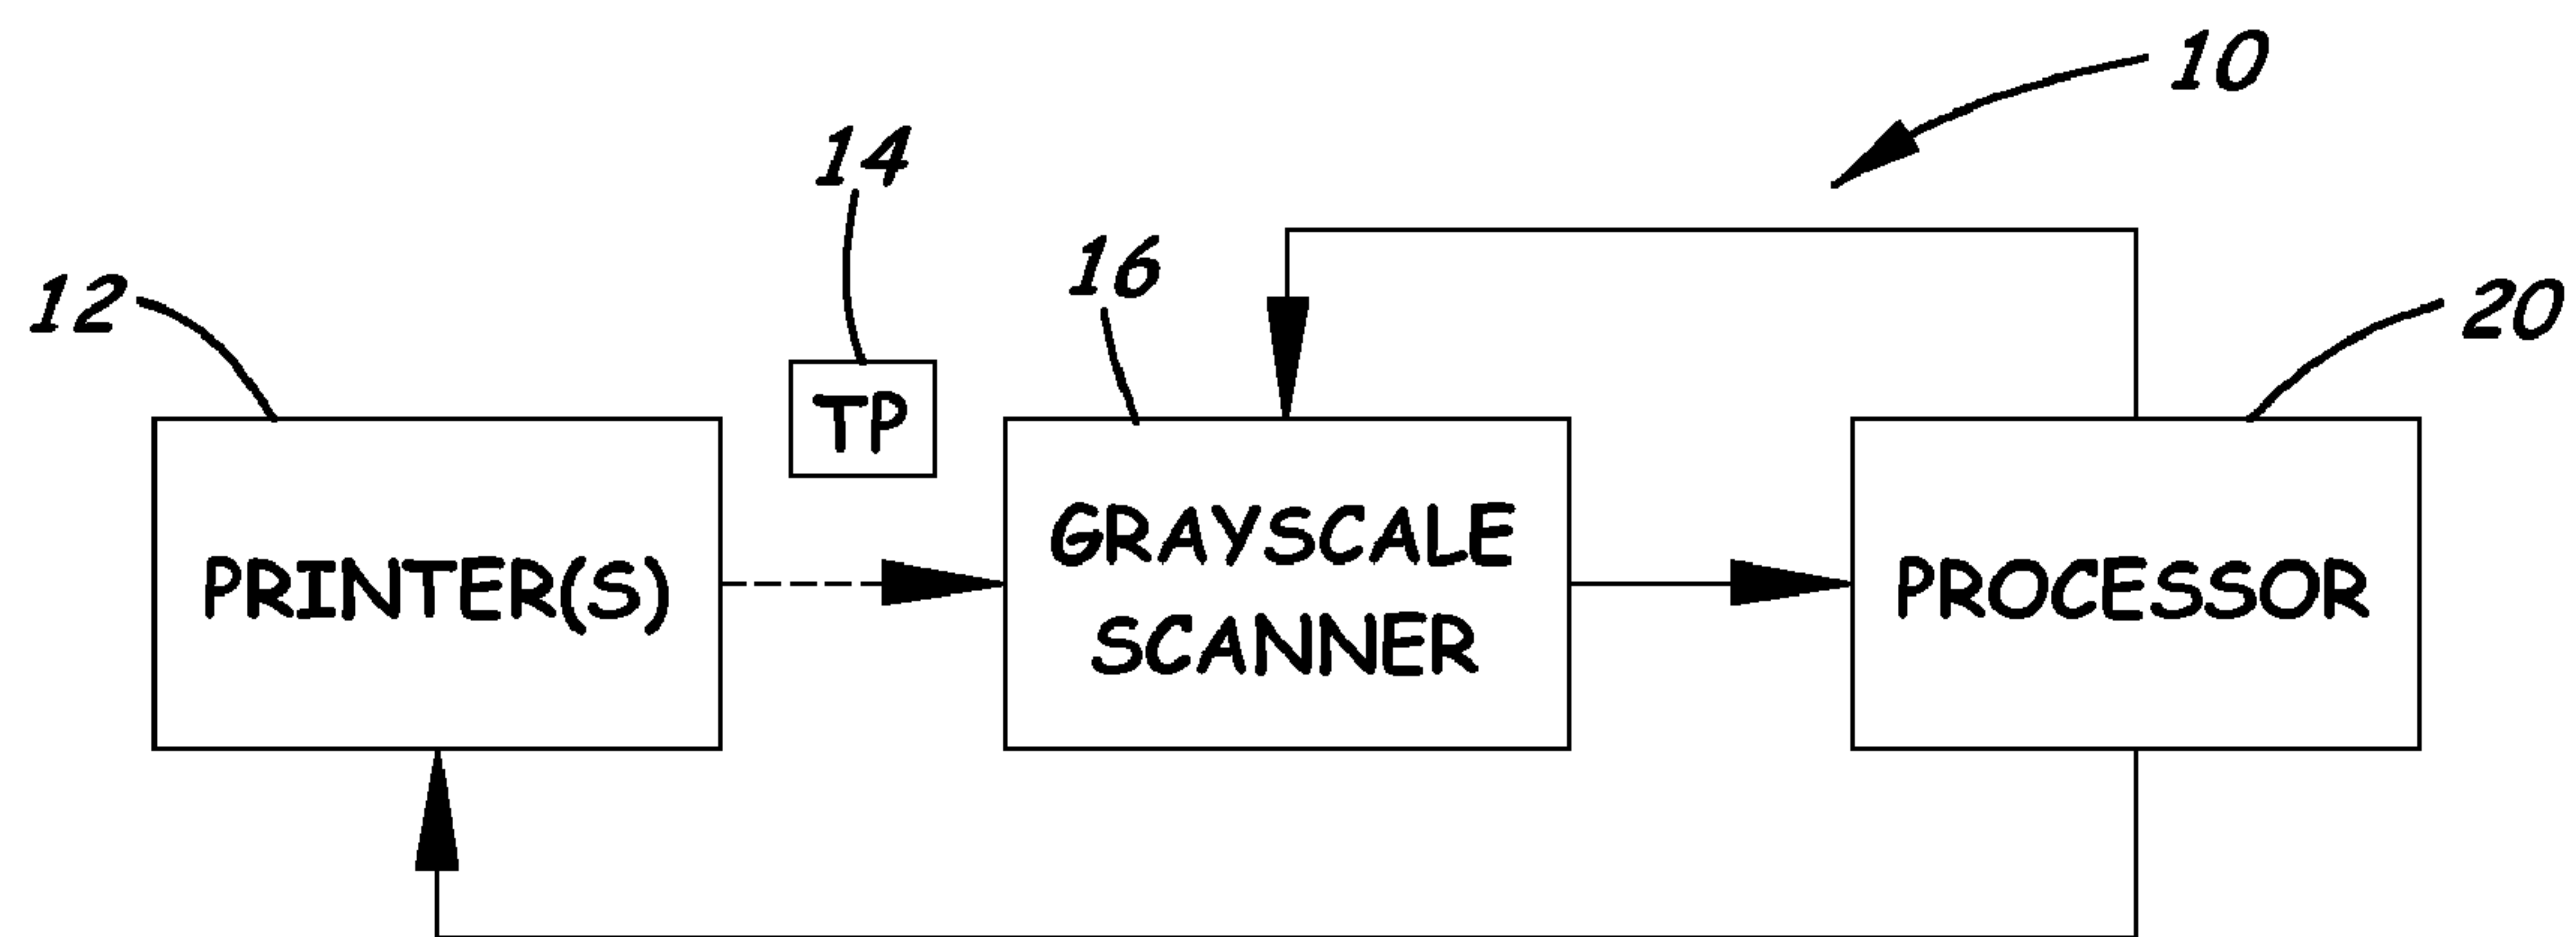 10
14
16
12
20
TP
GRAYSCALE
SCANNER
PRINTER(S)
PROCESSOR